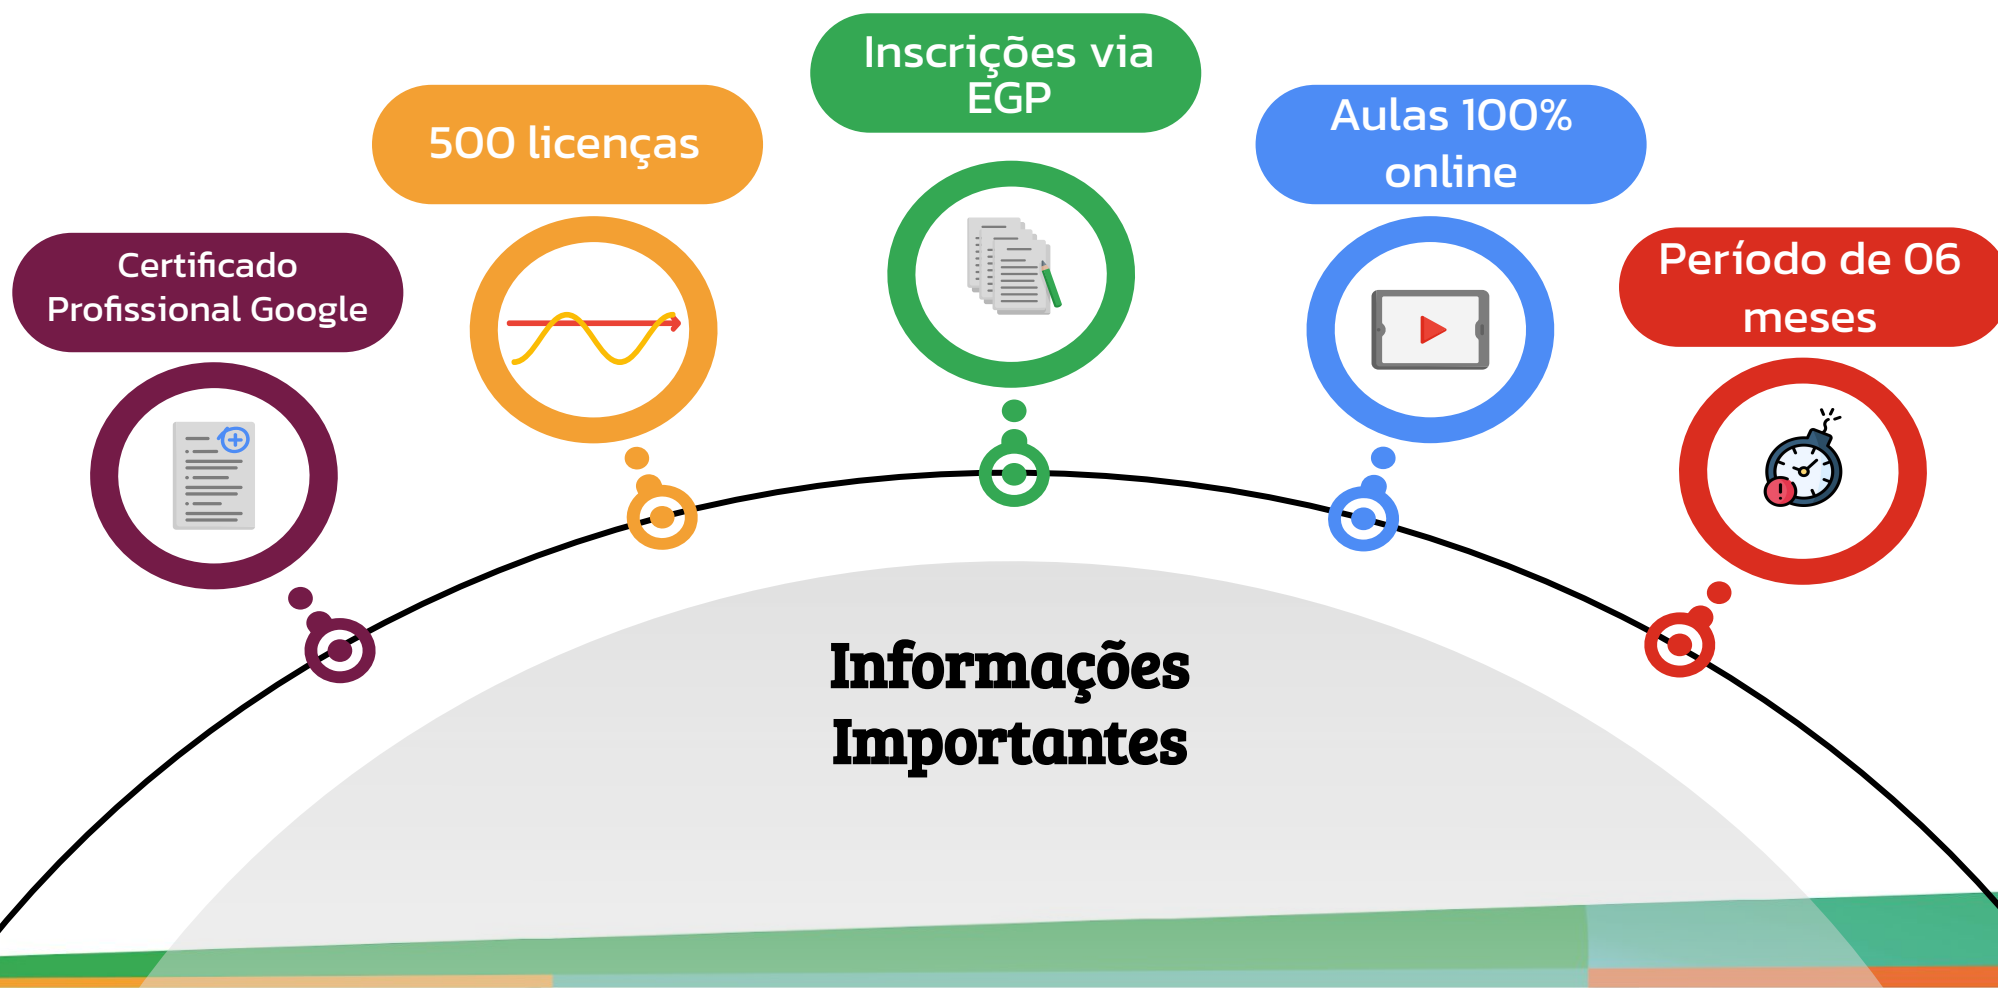 Certificado
Profissional Google
500 licenças
Inscrições via
EGP
Aulas 100%
online
Período de 06
meses
Informações
Importantes